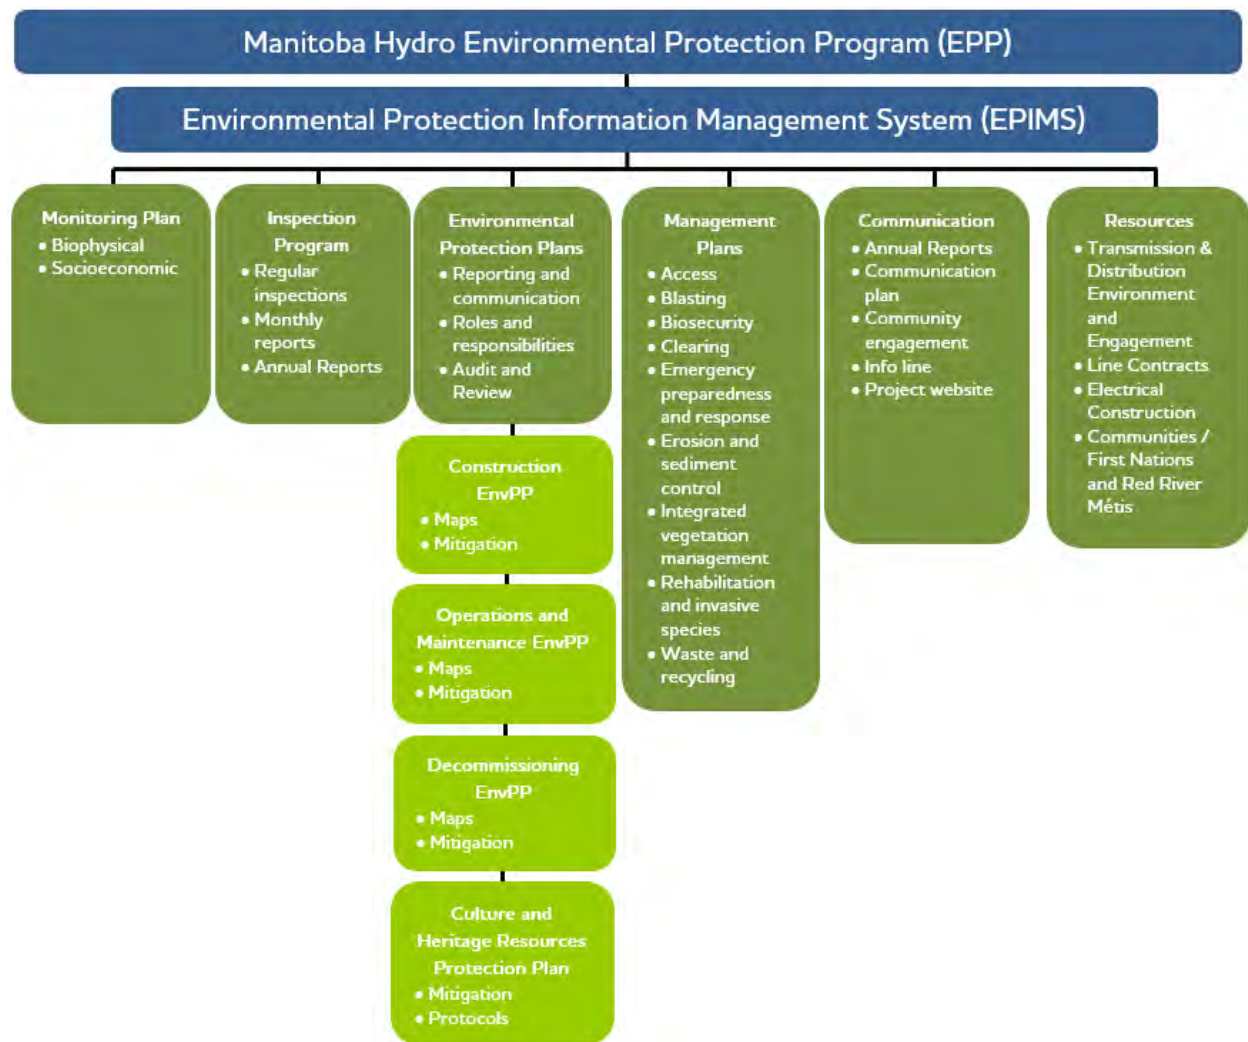 Manitoba Hydro Environmental Protection Program (EPP)
Environmental Protection Information Management System (EPIMS)
Monitoring Plan
• Biophysical
• Socioeconomic
Inspection
Program
• Regular
inspections
• Monthly
reports
• Annual Reports
Environmental
Protection Plans
• Reporting and
communication
• Roles and
responsibilities
• Audit and
Review
Construction
EnvPP
• Maps
• Mitigation
Operations and
Maintenance EnvPP
• Maps
• Mitigation
Decommissioning
EnvPP
• Maps
• Mitigation
Culture and
Heritage Resources
Protection Plan
• Mitigation
• Protocols
Management
Plans
• Access
• Blasting
• Biosecurity
• Clearing
• Emergency
preparedness
and response
• Erosion and
sediment
control
• Integrated
vegetation
management
• Rehabilitation
and invasive
species
• Waste and
recycling
Communication
• Annual Reports
• Communication
plan
• Community
engagement
• Info line
• Project website
Resources
• Transmission &
Distribution
Environment
and
Engagement
• Line Contracts
• Electrical
Construction
• Communities /
First Nations
and Red River
Métis